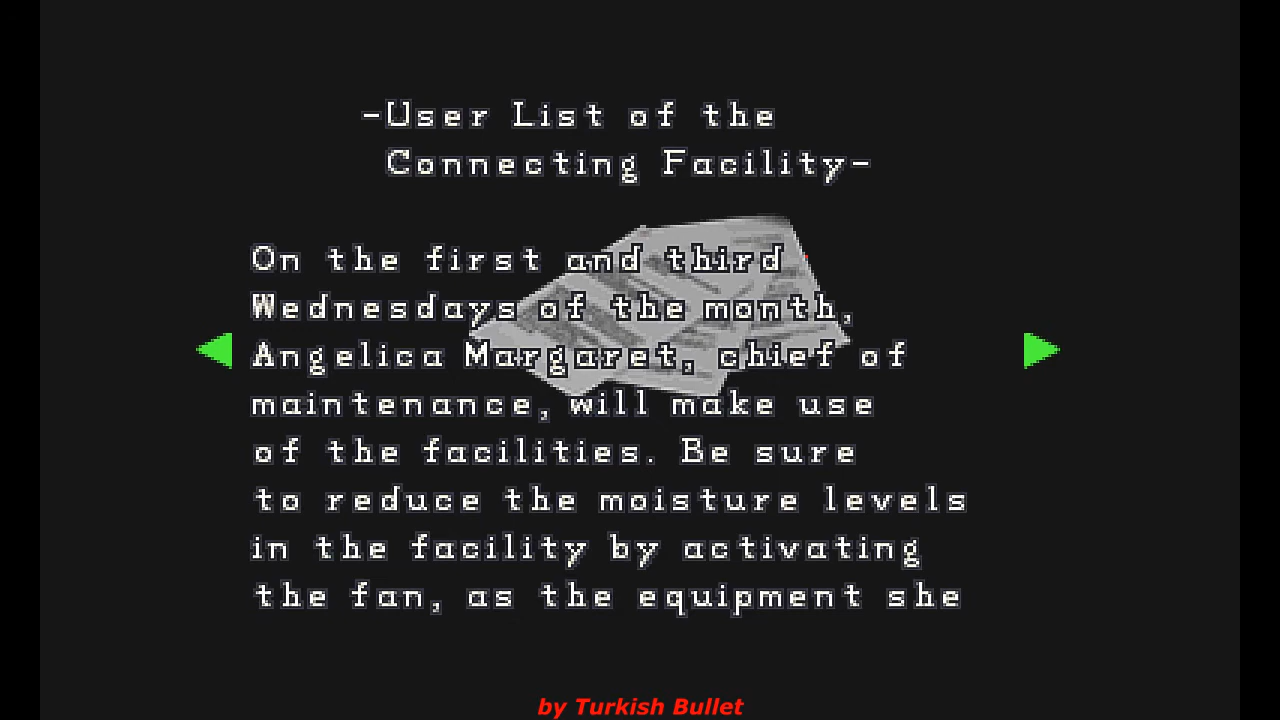 -User List of the
Connecting Facility-
On the first and third
Wednesdays of the month,
Angelica Margaret, chief of
maintenance, will make use
of the facilities. Be sure
to reduce the moisture levels
in the facility by activating
the fan, as the equipment she
by Turkish Bullet